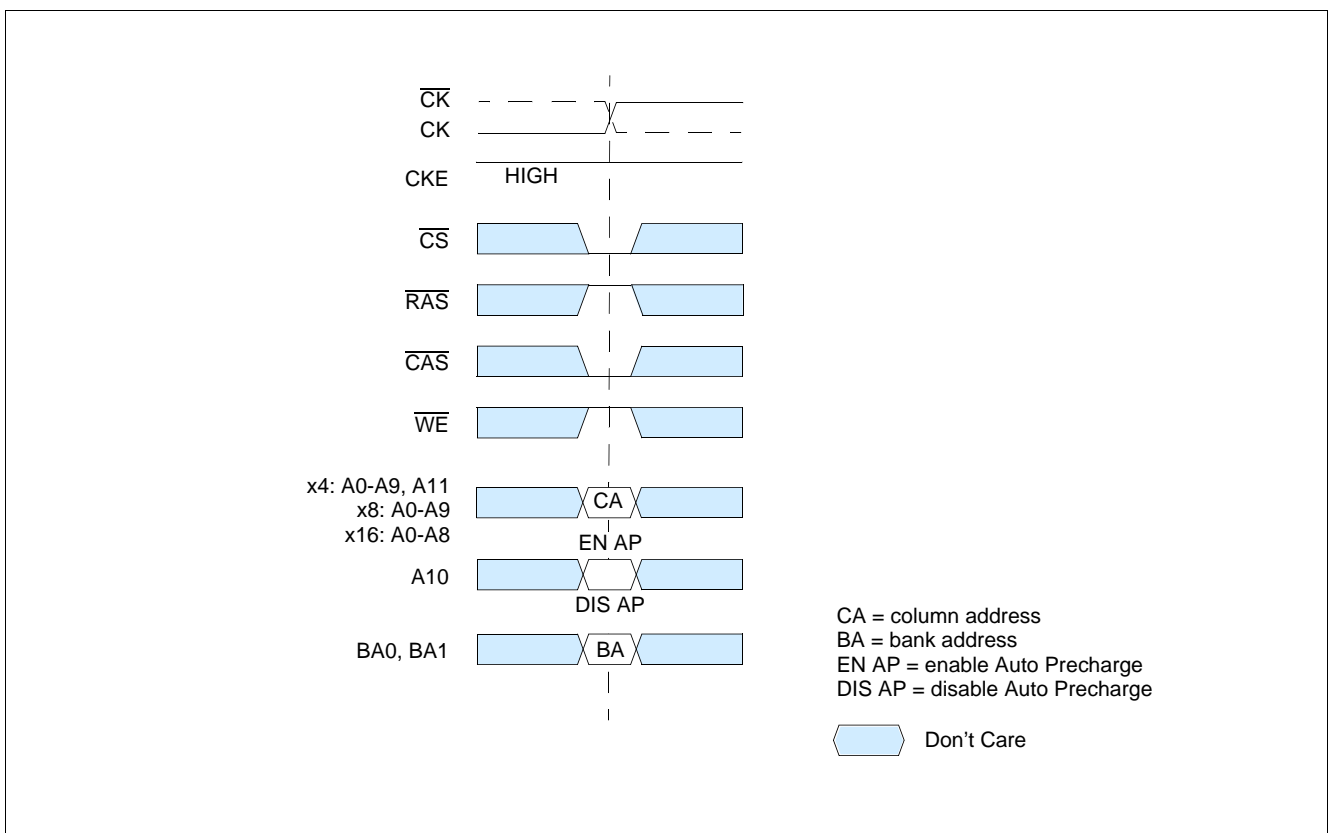 CK
CK
CKE
HIGH
CS
RAS
CAS
WE
x4: A0-A9, A11
x8: A0-A9
x16: A0-A8
CA
EN AP
A10
DIS AP
BA0, BA1
BA
CA = column address
BA = bank address
EN AP = enable Auto Precharge
DIS AP = disable Auto Precharge
Don't Care